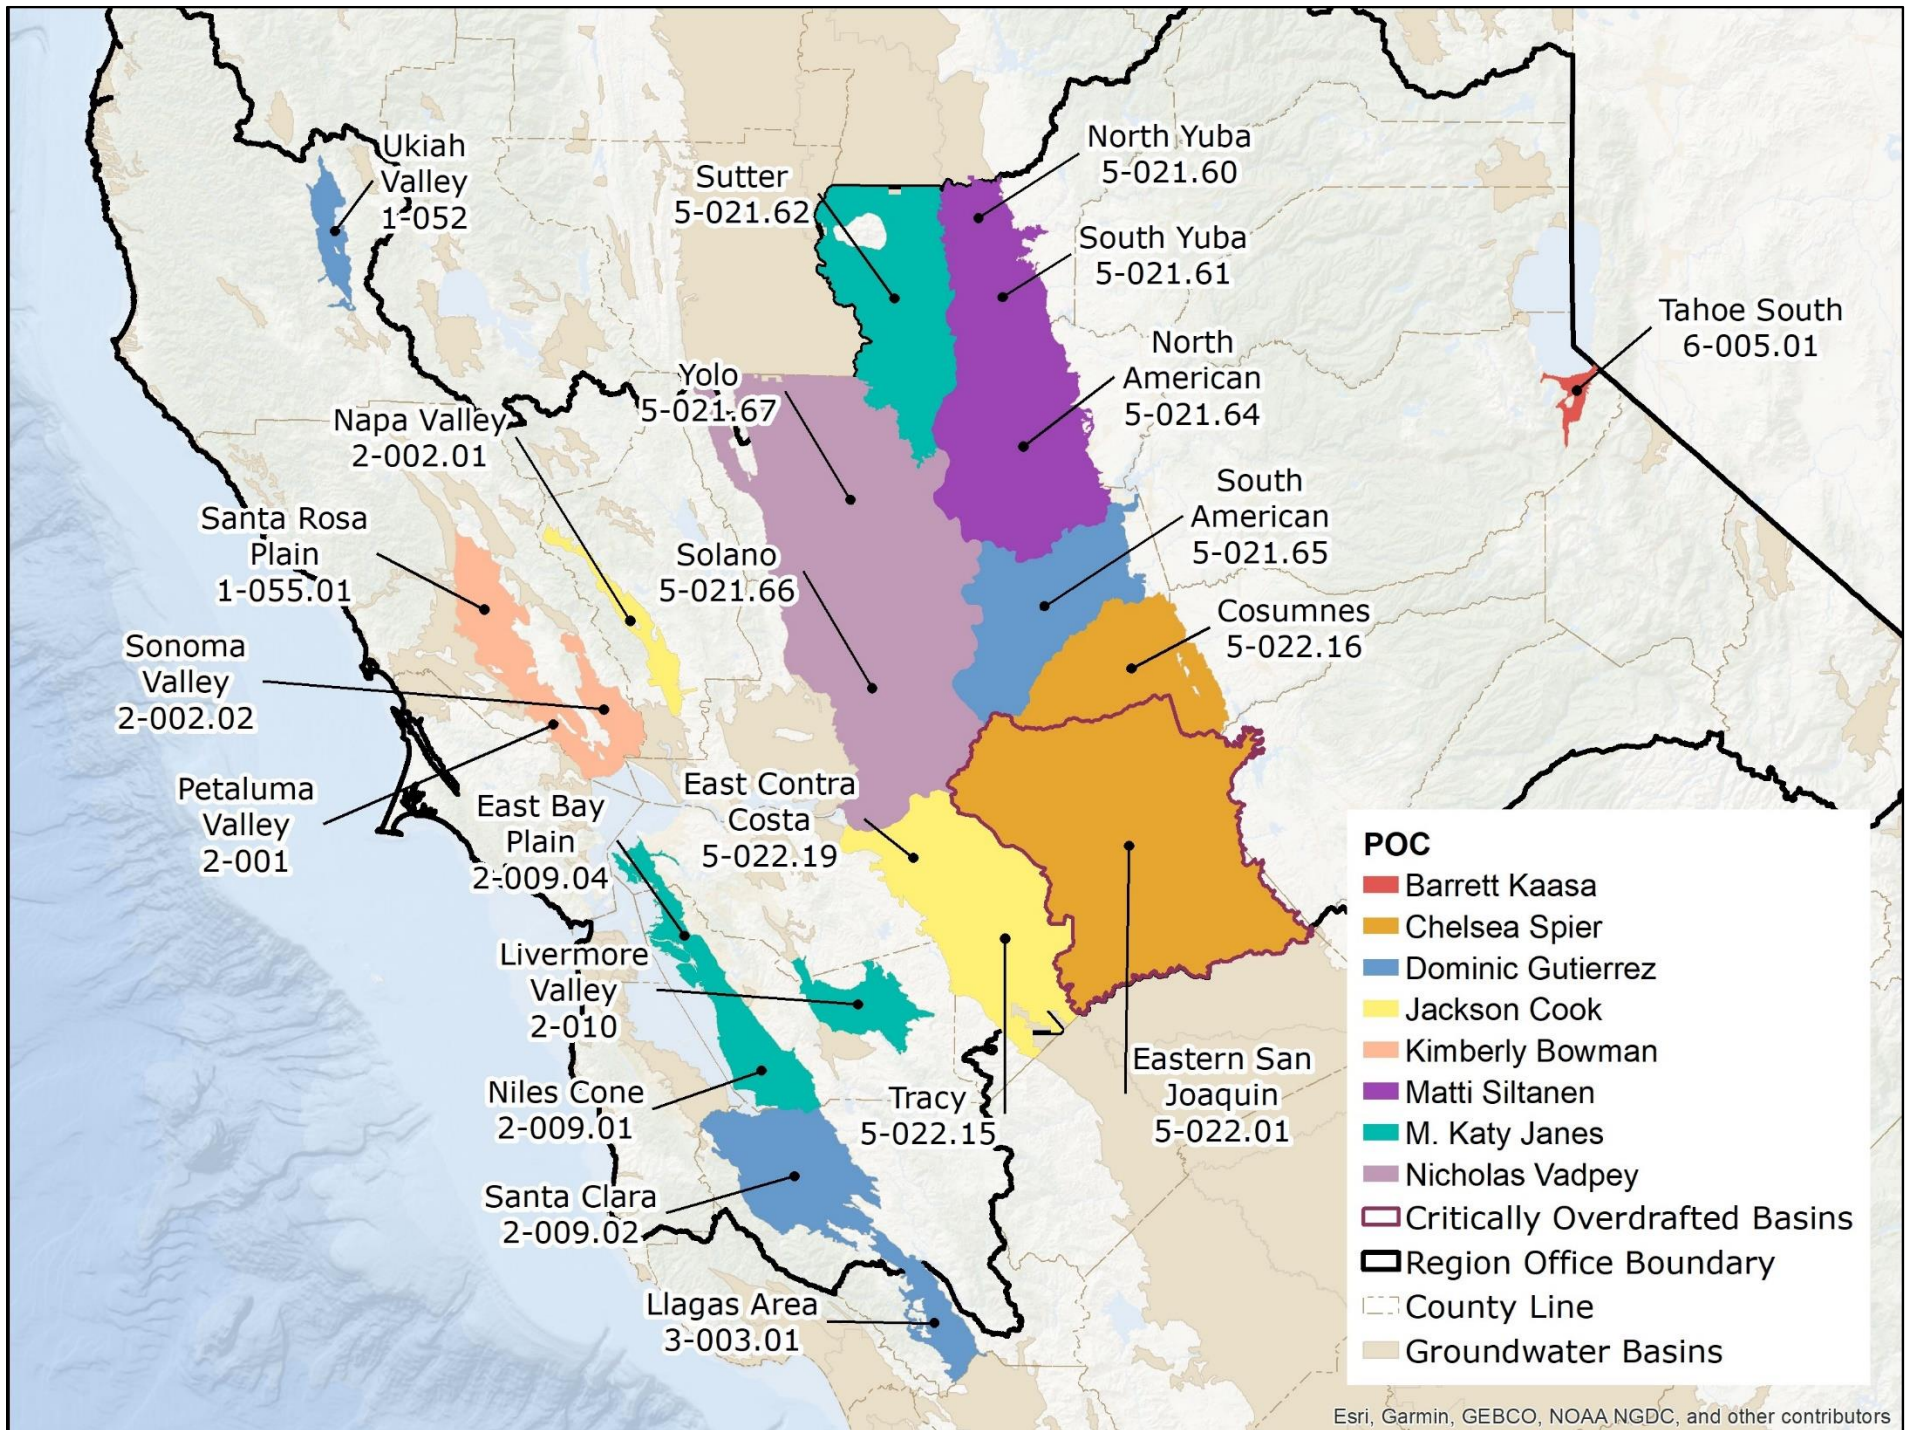 Ukiah
Valley
1-052
Sutter
5-021.62
North Yuba
5-021.60
South Yuba
5-021.61
North
American
5-021.64
Tahoe South
6-005.01
Yolo
5-021.67
Napa Valley
2-002.01
South
American
5-021.65
Santa Rosa
Plain
1-055.01
Solano
5-021.66
Cosumnes
5-022.16
Sonoma
Valley
2-002.02
Petaluma
Valley
2-001
East Bay
Plain
2-009.04
East Contra
Costa
5-022.19
Livermore
Valley
2-010
Niles Cone
2-009.01
Tracy
5-022.15
Eastern San
Joaquin
5-022.01
Santa Clara
2-009.02
Llagas Area
3-003.01
POC
Barrett Kaasa
Chelsea Spier
Dominic Gutierrez
Jackson Cook
Kimberly Bowman
Matti Siltanen
M. Katy Janes
Nicholas Vadpey
Critically Overdrafted Basins
Region Office Boundary
County Line
Groundwater Basins
Esri, Garmin, GEBCO, NOAA NGDC, and other contributors